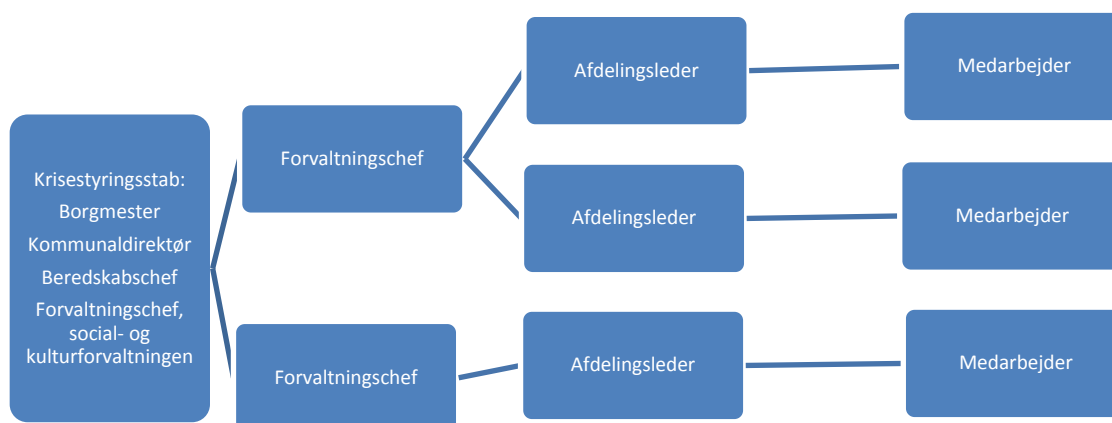 Krisestyringsstab:
Borgmester
Kommunaldirektør
Beredskabschef
Forvaltningschef,
social- og
kulturforvaltningen
Forvaltningschef
Forvaltningschef
Afdelingsleder
Afdelingsleder
Afdelingsleder
Medarbejder
Medarbejder
Medarbejder